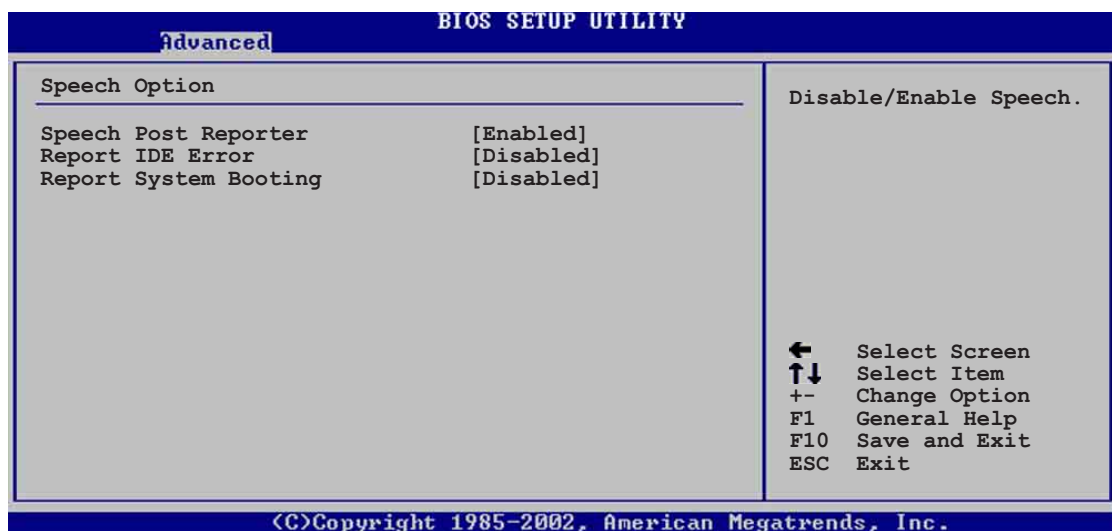 BIOS SETUP UTILITY
Advanced
Speech Option
Speech Post Reporter [Enabled]
Report IDE Error [Disabled]
Report System Booting [Disabled]
Disable/Enable Speech.
← Select Screen
↑↓ Select Item
+- Change Option
F1 General Help
F10 Save and Exit
ESC Exit
(C)Copyright 1985-2002, American Megatrends, Inc.